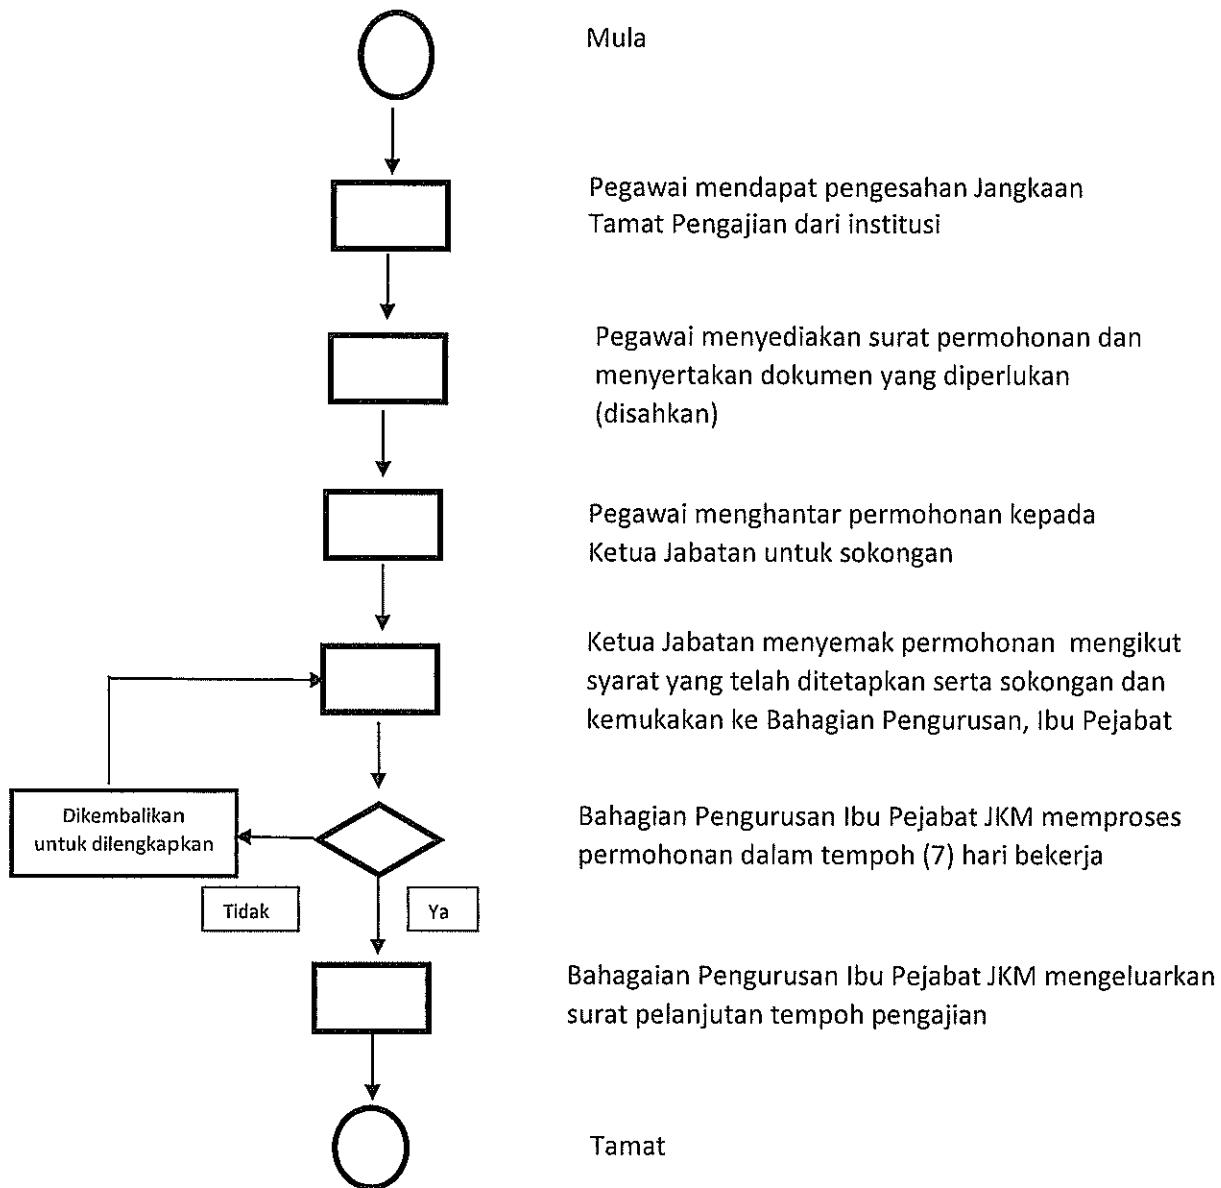 Mula
Pegawai mendapat pengesahan Jangkaan
Tamat Pengajian dari institusi
Pegawai menyediakan surat permohonan dan
menyertakan dokumen yang diperlukan
(disahkan)
Pegawai menghantar permohonan kepada
Ketua Jabatan untuk sokongan
Ketua Jabatan menyemak permohonan mengikut
syarat yang telah ditetapkan serta sokongan dan
kemukakan ke Bahagian Pengurusan, Ibu Pejabat
Dikembalikan
untuk dilengkapkan
Bahagian Pengurusan Ibu Pejabat JKM memproses
permohonan dalam tempoh (7) hari bekerja
Tidak
Ya
Bahagaian Pengurusan Ibu Pejabat JKM mengeluarkan
surat pelanjutan tempoh pengajian
Tamat